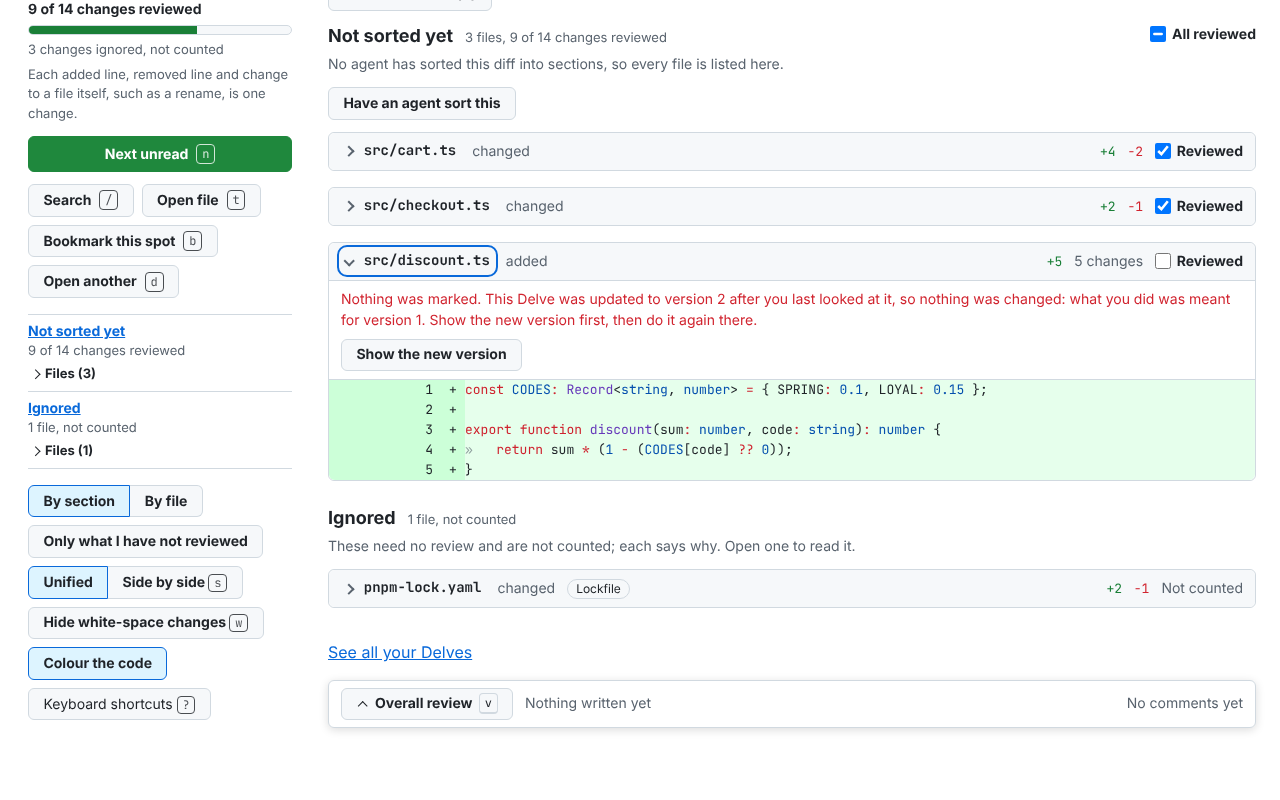 9 of 14 changes reviewed
3 changes ignored, not counted
Each added line, removed line and change
to a file itself, such as a rename, is one
change.
Next unread n
Search /
Open file t
Bookmark this spot b
Open another d
Not sorted yet
9 of 14 changes reviewed
Files (3)
Ignored
1 file, not counted
Files (1)
By section
By file
Only what I have not reviewed
Unified
Side by side s
Hide white-space changes w
Colour the code
Keyboard shortcuts ?
Not sorted yet 3 files, 9 of 14 changes reviewed
All reviewed
No agent has sorted this diff into sections, so every file is listed here.
Have an agent sort this
src/cart.ts changed +4 -2 Reviewed
src/checkout.ts changed +2 -1 Reviewed
src/discount.ts added +5 5 changes Reviewed
Nothing was marked. This Delve was updated to version 2 after you last looked at it, so nothing was changed: what you did was meant
for version 1. Show the new version first, then do it again there.
Show the new version
1 + const CODES: Record<string, number> = { SPRING: 0.1, LOYAL: 0.15 };
2 +
3 + export function discount(sum: number, code: string): number {
4 + » return sum * (1 - (CODES[code] ?? 0));
5 + }
Ignored 1 file, not counted
These need no review and are not counted; each says why. Open one to read it.
pnpm-lock.yaml changed Lockfile +2 -1 Not counted
See all your Delves
Overall review v Nothing written yet No comments yet